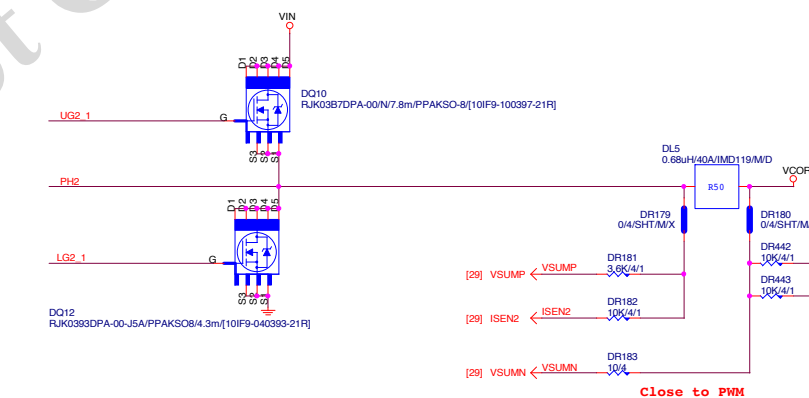 VIN
D1 D2 D3 D4 D5
DQ10
RJK03B7DPA-00/N/7.8m/PPAKSO-8/[10IF9-100397-21R]
UG2_1
G
S3 S2 S1
DL5
0.68uH/40A/IMD119/M/D
VCOR
R50
PH2
D1 D2 D3 D4 D5
DR179
0/4/SHT/M/X
DR180
0/4/SHT/M
LG2_1
G
DR442
10K/4/1
DR181
3.6K/4/1
[29] VSUMP
VSUMP
DR443
10K/4/1
S3 S2 S1
DQ12
RJK0393DPA-00-J5A/PPAKSO8/4.3m/[10IF9-040393-21R]
DR182
10K/4/1
[29] ISEN2
ISEN2
DR183
10/4
[29] VSUMN
VSUMN
Close to PWM